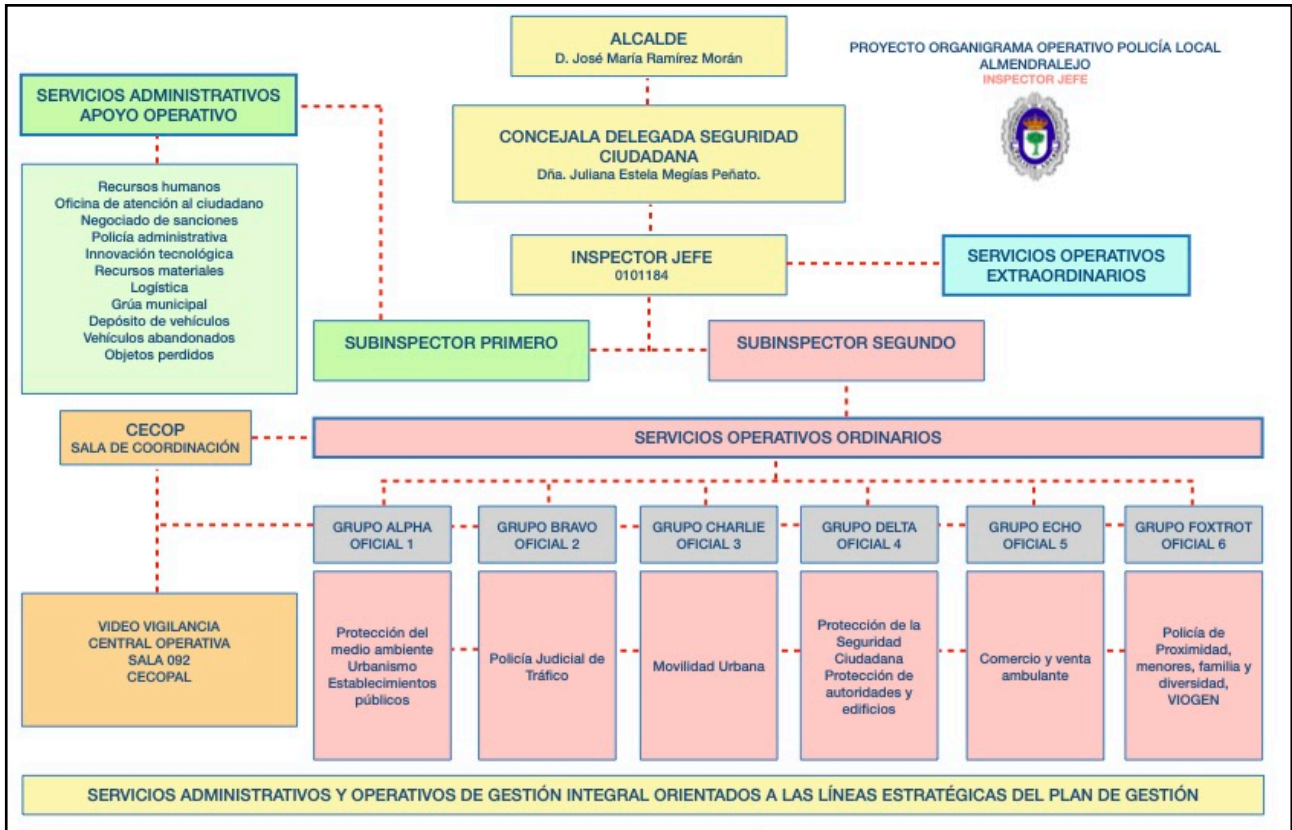 ALCALDE
D. José María Ramírez Morán
PROYECTO ORGANIGRAMA OPERATIVO POLICÍA LOCAL
ALMENDRALEJO
INSPECTOR JEFE
SERVICIOS ADMINISTRATIVOS
APOYO OPERATIVO
CONCEJALA DELEGADA SEGURIDAD
CIUDADANA
Dña. Juliana Estela Megías Peñato.
Recursos humanos
Oficina de atención al ciudadano
Negociado de sanciones
Policía administrativa
Innovación tecnológica
Recursos materiales
Logística
Grúa municipal
Depósito de vehículos
Vehículos abandonados
Objetos perdidos
INSPECTOR JEFE
0101184
SERVICIOS OPERATIVOS
EXTRAORDINARIOS
SUBINSPECTOR PRIMERO
SUBINSPECTOR SEGUNDO
CECOP
SALA DE COORDINACIÓN
SERVICIOS OPERATIVOS ORDINARIOS
GRUPO ALPHA
OFICIAL 1
GRUPO BRAVO
OFICIAL 2
GRUPO CHARLIE
OFICIAL 3
GRUPO DELTA
OFICIAL 4
GRUPO ECHO
OFICIAL 5
GRUPO FOXTROT
OFICIAL 6
VIDEO VIGILANCIA
CENTRAL OPERATIVA
SALA 092
CECOPAL
Protección del
medio ambiente
Urbanismo
Establecimientos
públicos
Policía Judicial de
Tráfico
Movilidad Urbana
Protección de la
Seguridad
Ciudadana
Protección de
autoridades y
edificios
Comercio y venta
ambulante
Policía de
Proximidad,
menores, familia y
diversidad,
VIOGEN
SERVICIOS ADMINISTRATIVOS Y OPERATIVOS DE GESTIÓN INTEGRAL ORIENTADOS A LAS LÍNEAS ESTRATÉGICAS DEL PLAN DE GESTIÓN